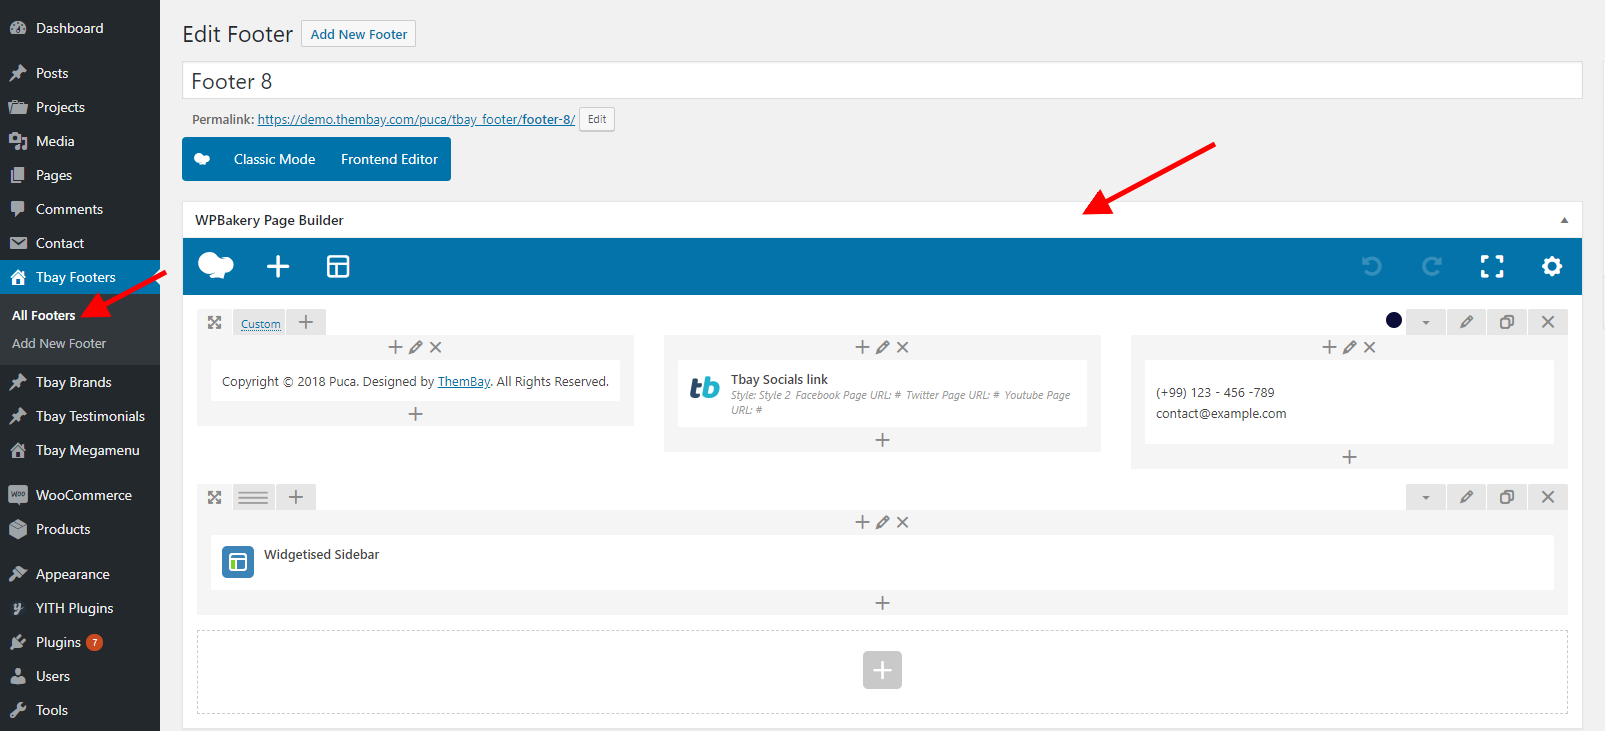 Dashboard
Posts
Projects
Media
Pages
Comments
Contact
Tbay Footers
All Footers
Add New Footer
Tbay Brands
Tbay Testimonials
Tbay Megamenu
Woo WooCommerce
Products
Appearance
YITH Plugins
Plugins 7
Users
Tools
Edit Footer Add New Footer
Footer 8
Permalink: https://demo.thembay.com/puca/tbay_footer/footer-8/ Edit
Classic Mode Frontend Editor
WPBakery Page Builder
Custom
Copyright © 2018 Puca. Designed by ThemBay. All Rights Reserved.
tb
Tbay Socials link
Style: Style 2 Facebook Page URL: # Twitter Page URL: # Youtube Page
URL: #
(+99) 123 - 456 -789
contact@example.com
Widgetised Sidebar